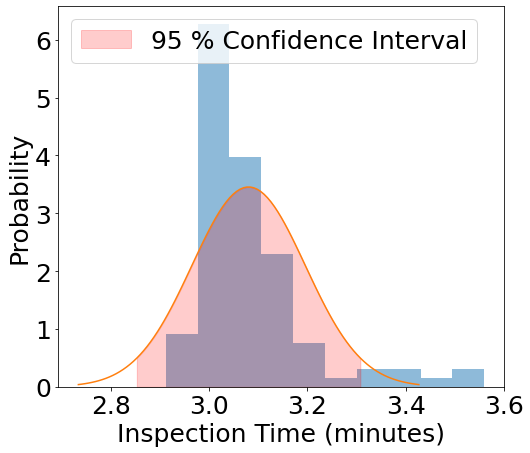 95 % Confidence Interval
6
5
4
3
2
1
0
Probability
2.8 3.0 3.2 3.4 3.6
Inspection Time (minutes)